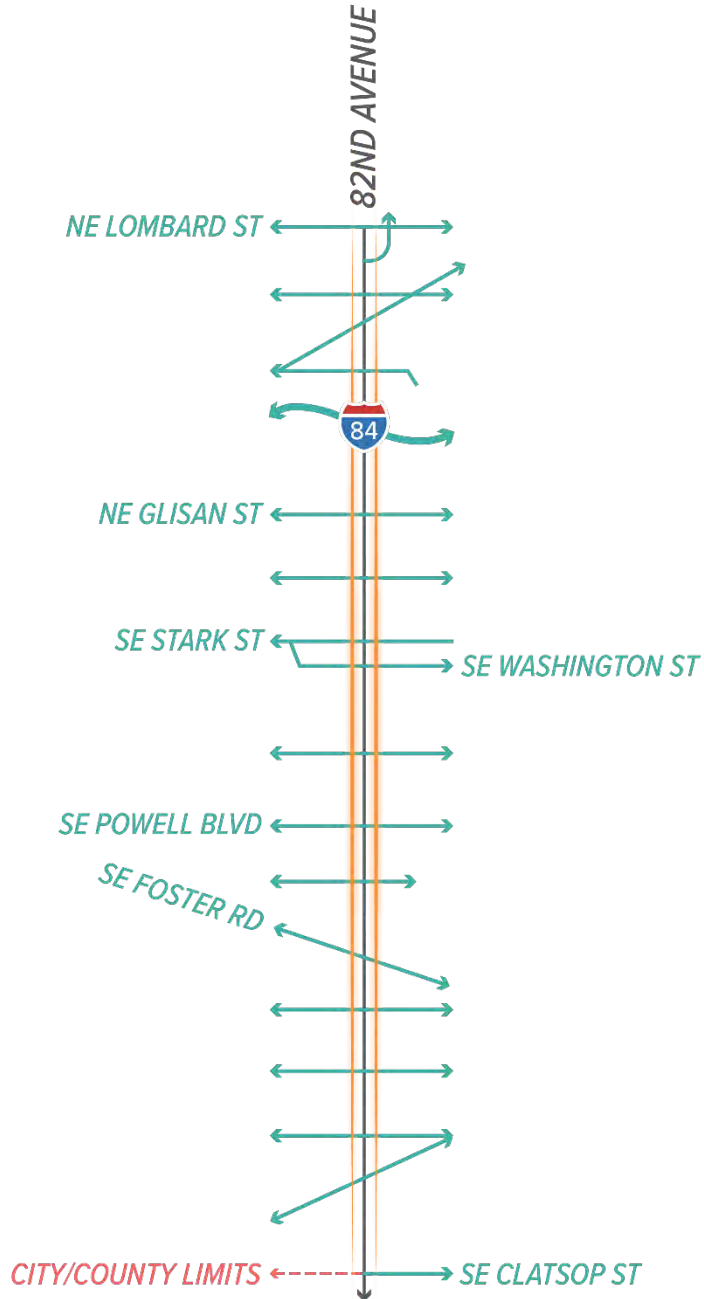 82ND AVENUE
NE LOMBARD ST
84
NE GLISAN ST
SE STARK ST
SE WASHINGTON ST
SE POWELL BLVD
SE FOSTER RD
CITY/COUNTY LIMITS
SE CLATSOP ST